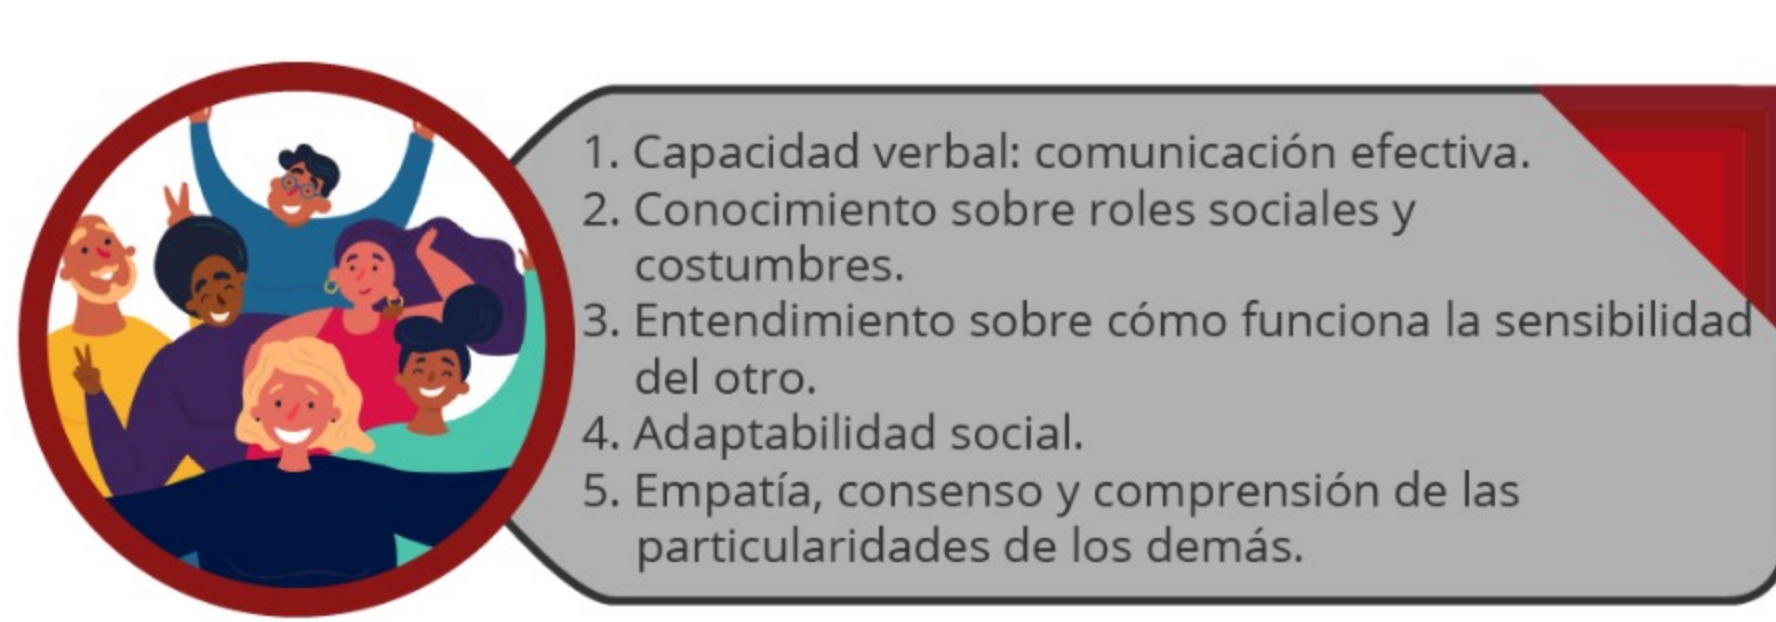 1. Capacidad verbal: comunicación efectiva.
2. Conocimiento sobre roles sociales y
costumbres.
3. Entendimiento sobre cómo funciona la sensibilidad
del otro.
4. Adaptabilidad social.
5. Empatía, consenso y comprensión de las
particularidades de los demás.